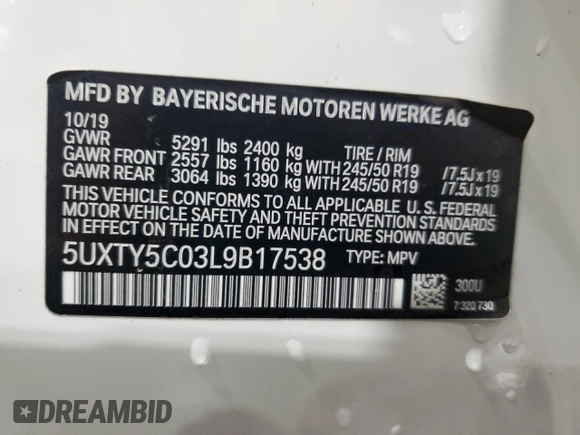 MFD BY BAYERISCHE MOTOREN WERKE AG
10/19
GVWR 5291 lbs 2400 kg TIRE / RIM
GAWR FRONT 2557 lbs 1160 kg WITH 245/50 R19 / 7.5J x 19
GAWR REAR 3064 lbs 1390 kg WITH 245/50 R19 / 7.5J x 19
THIS VEHICLE CONFORMS TO ALL APPLICABLE U. S. FEDERAL
MOTOR VEHICLE SAFETY AND THEFT PREVENTION STANDARDS
IN EFFECT ON THE DATE OF MANUFACTURE SHOWN ABOVE.
5UXTY5C03L9B17538 TYPE: MPV
300U
7 320 730
DREAMBID